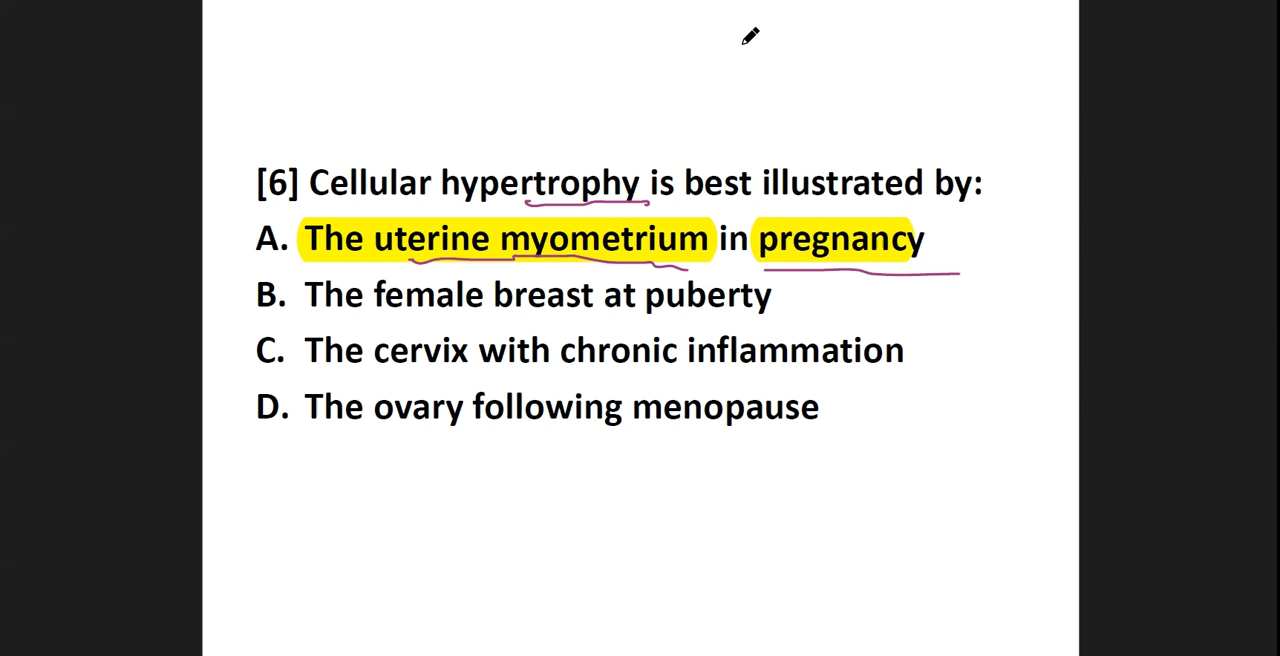 [6] Cellular hypertrophy is best illustrated by:
A. The uterine myometrium in pregnancy
B. The female breast at puberty
C. The cervix with chronic inflammation
D. The ovary following menopause